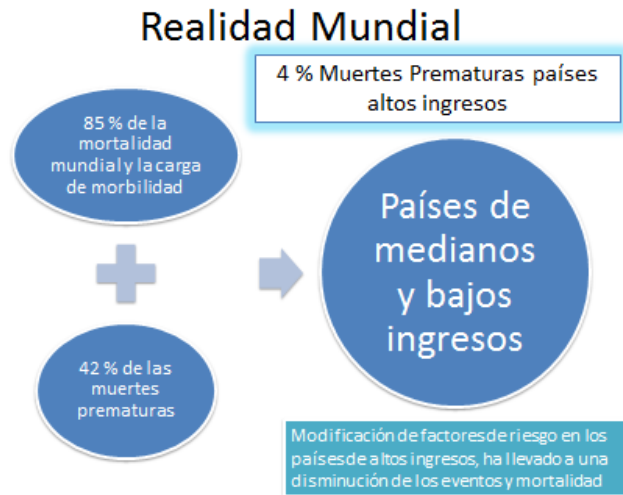 Realidad Mundial
4 % Muertes Prematuras países
altos ingresos
85 % de la
mortalidad
mundial y la carga
de morbilidad
42 % de las
muertes
prematuras
Países de
medianos
y bajos
ingresos
Modificación de factores de riesgo en los
países de altos ingresos, ha llevado a una
disminución de los eventos y mortalidad